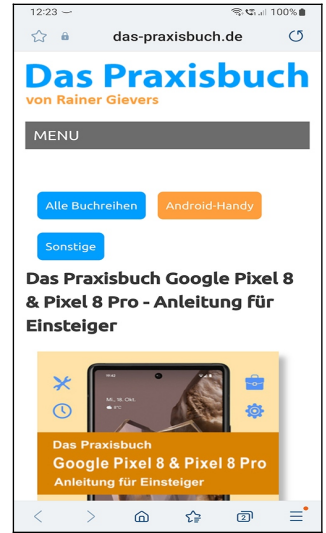 12:23
100%
das-praxisbuch.de
Das Praxisbuch
von Rainer Gievers
MENU
Alle Buchreihen
Android-Handy
Sonstige
Das Praxisbuch Google Pixel 8
& Pixel 8 Pro - Anleitung für
Einsteiger
Mi., 18. Okt.
Das Praxisbuch
Google Pixel 8 & Pixel 8 Pro
Anleitung für Einsteiger
2